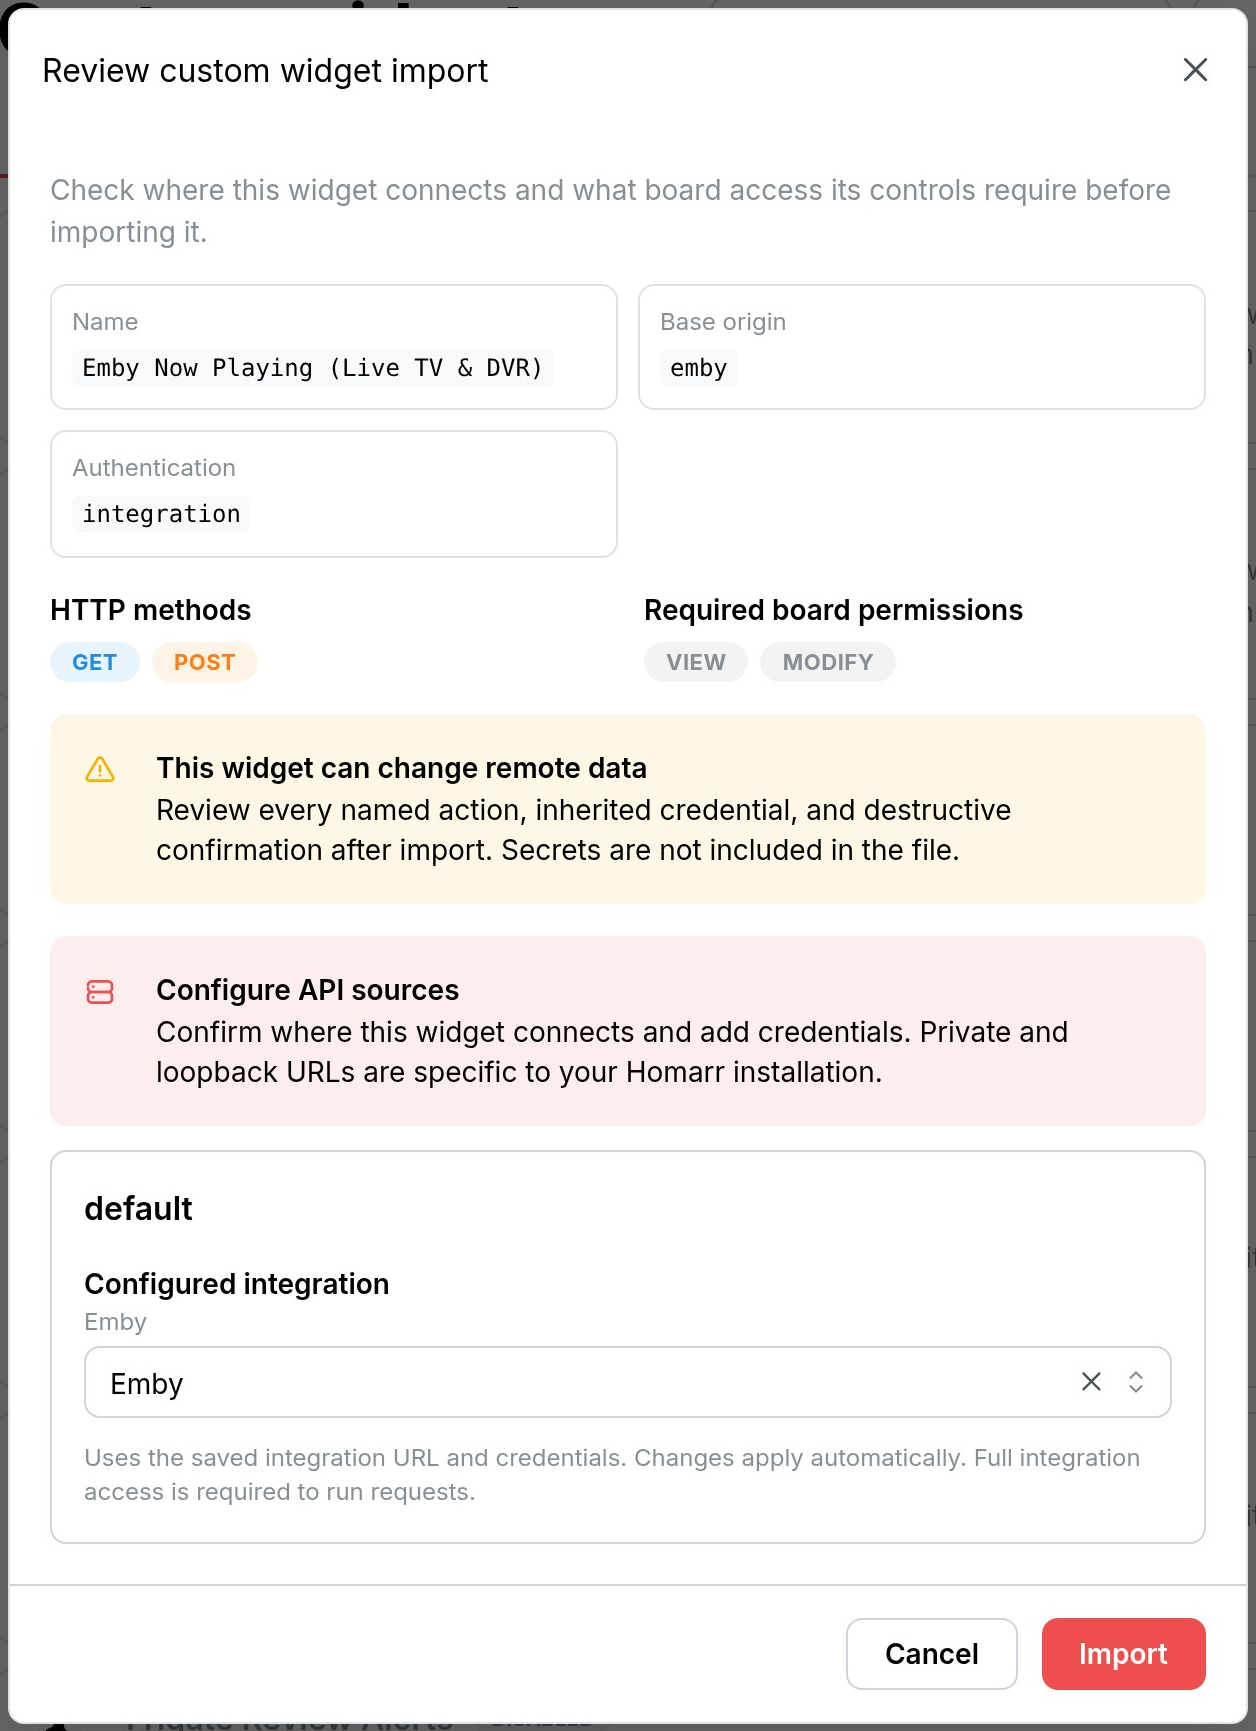 Review custom widget import
Check where this widget connects and what board access its controls require before
importing it.
Name
Emby Now Playing (Live TV & DVR)
Base origin
emby
Authentication
integration
HTTP methods
GET
POST
Required board permissions
VIEW
MODIFY
This widget can change remote data
Review every named action, inherited credential, and destructive
confirmation after import. Secrets are not included in the file.
Configure API sources
Confirm where this widget connects and add credentials. Private and
loopback URLs are specific to your Homarr installation.
default
Configured integration
Emby
Emby
Uses the saved integration URL and credentials. Changes apply automatically. Full integration
access is required to run requests.
Cancel
Import